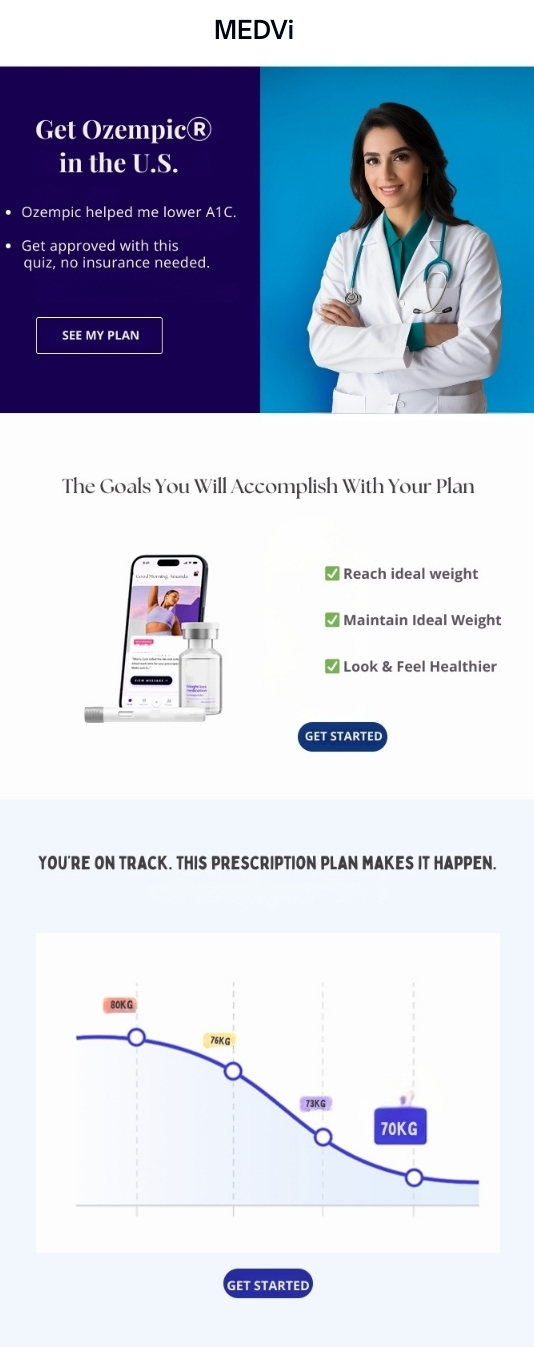 MEDVi
Get Ozempic®
in the U.S.
• Ozempic helped me lower A1C.
• Get approved with this
quiz, no insurance needed.
SEE MY PLAN
The Goals You Will Accomplish With Your Plan
Good Morning, Amanda
VIEW MESSAGE
weight loss
medication
✅ Reach ideal weight
✅ Maintain Ideal Weight
✅ Look & Feel Healthier
GET STARTED
YOU'RE ON TRACK. THIS PRESCRIPTION PLAN MAKES IT HAPPEN.
80KG
76KG
73KG
70KG
GET STARTED